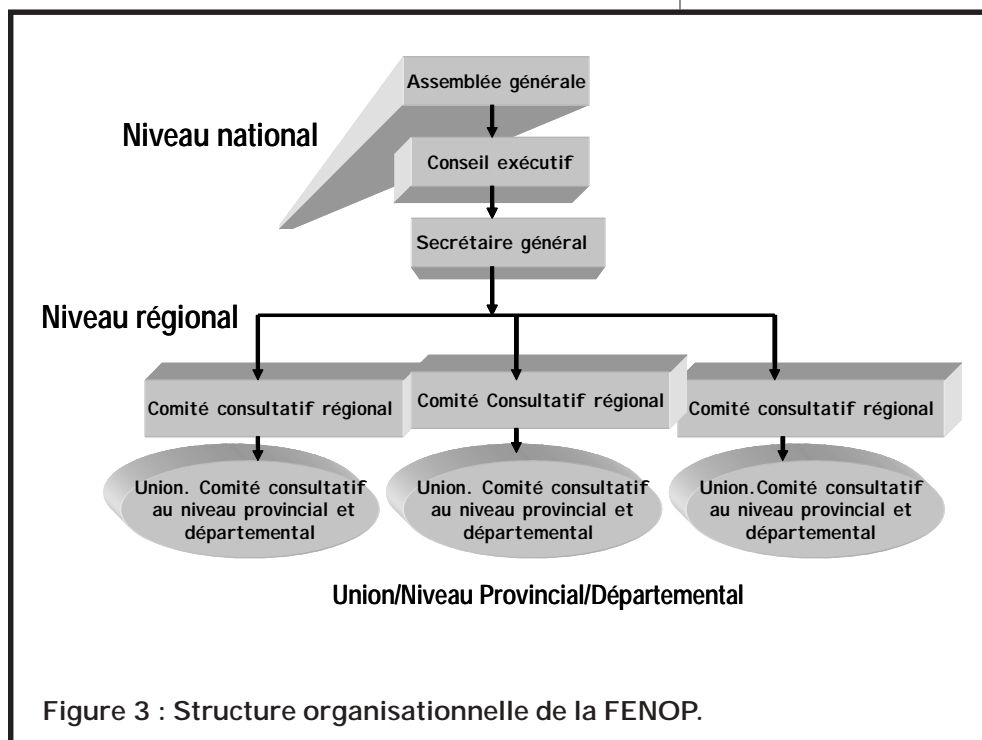 Assemblée générale
Niveau national
Conseil exécutif
Secrétaire général
Niveau régional
Comité consultatif régional
Comité Consultatif régional
Comité consultatif régional
Union. Comité consultatif
au niveau provincial et
départemental
Union. Comité consultatif
au niveau provincial et
départemental
Union.Comité consultatif
au niveau provincial et
départemental
Union/Niveau Provincial/Départemental
Figure 3 : Structure organisationnelle de la FENOP.